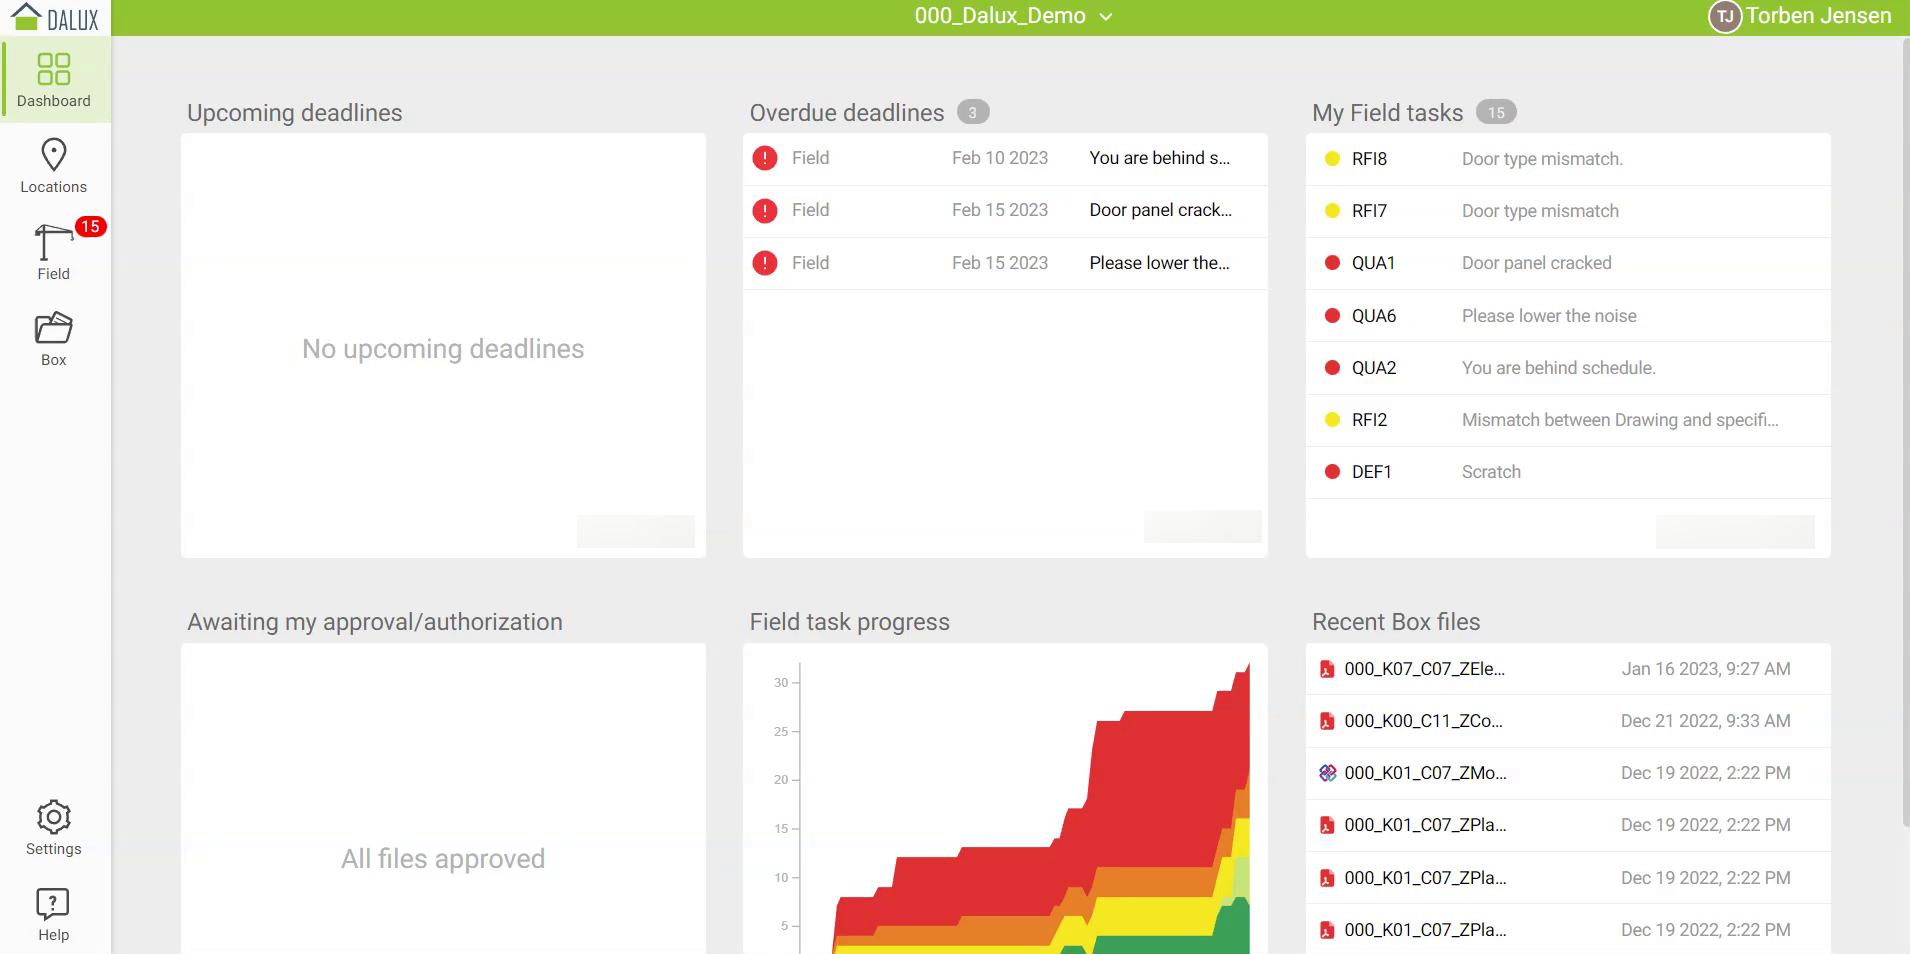 DALUX
000_Dalux_Demo
TJ Torben Jensen
Dashboard
Locations
15
Field
Box
Settings
Help
Upcoming deadlines
No upcoming deadlines
Overdue deadlines 3
Field Feb 10 2023 You are behind s...
Field Feb 15 2023 Door panel crack...
Field Feb 15 2023 Please lower the...
My Field tasks 15
RFI8 Door type mismatch.
RFI7 Door type mismatch
QUA1 Door panel cracked
QUA6 Please lower the noise
QUA2 You are behind schedule.
RFI2 Mismatch between Drawing and specifi...
DEF1 Scratch
Awaiting my approval/authorization
All files approved
Field task progress
30
25
20
15
10
5
Recent Box files
000_K07_C07_ZEle... Jan 16 2023, 9:27 AM
000_K00_C11_ZCo... Dec 21 2022, 9:33 AM
000_K01_C07_ZMo... Dec 19 2022, 2:22 PM
000_K01_C07_ZPla... Dec 19 2022, 2:22 PM
000_K01_C07_ZPla... Dec 19 2022, 2:22 PM
000_K01_C07_ZPla... Dec 19 2022, 2:22 PM